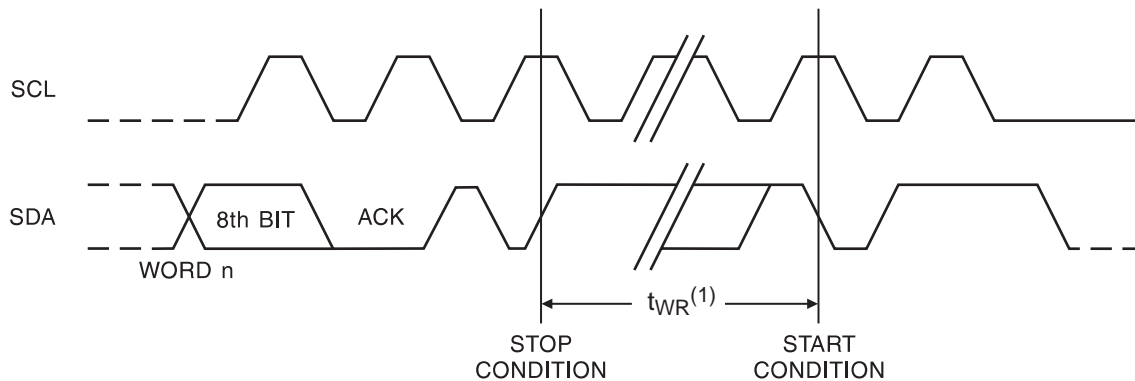 SCL
SDA
8th BIT
ACK
WORD n
tWR(1)
STOP
CONDITION
START
CONDITION